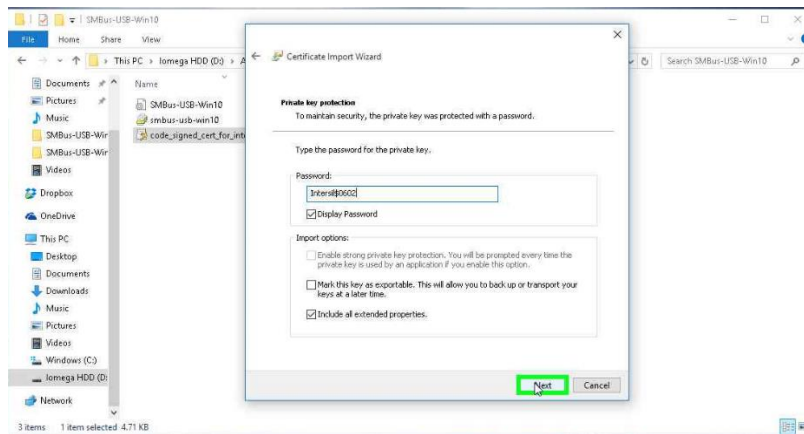 SMBus-USB-Win10
File Home Share View
This PC > Iomega HDD (D:) > A
Search SMBus-USB-Win10
Documents
Pictures
Music
SMBus-USB-Wir
SMBus-USB-Wir
Videos
Dropbox
OneDrive
This PC
Desktop
Documents
Downloads
Music
Pictures
Videos
Windows (C:)
Iomega HDD (D:
Network
Name
SMBus-USB-Win10
smbus-usb-win10
code_signed_cert_for_inte
3 items 1 item selected 4.71 KB
Certificate Import Wizard
Private key protection
To maintain security, the private key was protected with a password.
Type the password for the private key.
Password:
Intersil$0602
Display Password
Import options:
Enable strong private key protection. You will be prompted every time the
private key is used by an application if you enable this option.
Mark this key as exportable. This will allow you to back up or transport your
keys at a later time.
Include all extended properties.
Next Cancel